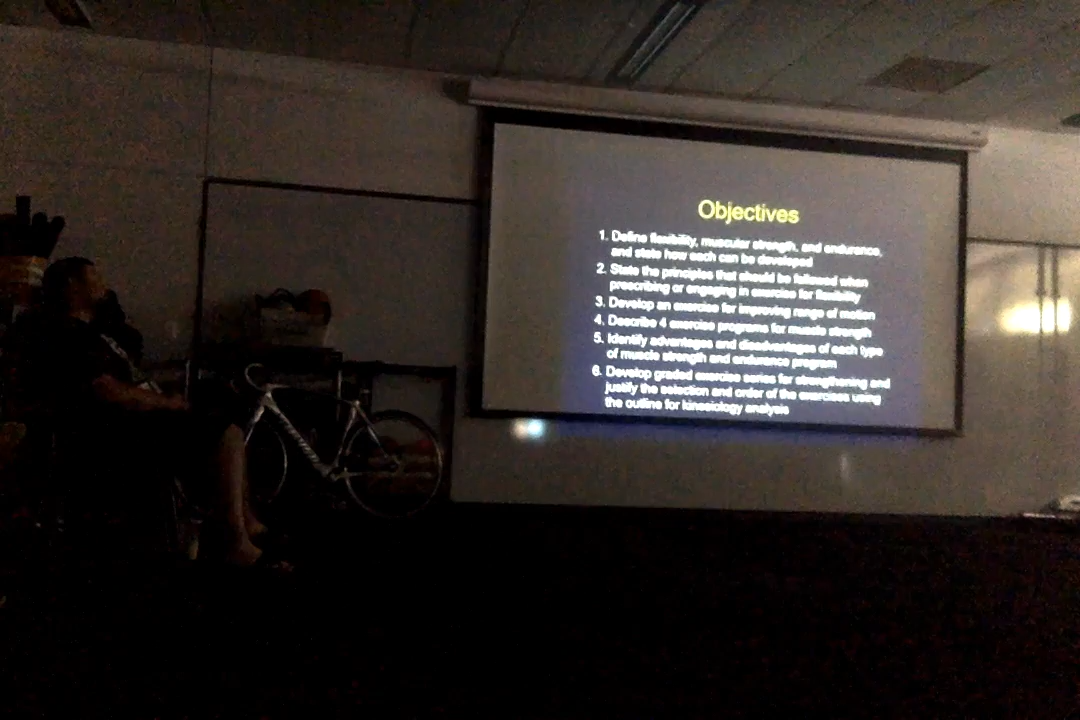 Objectives
1. Define flexibility, muscular strength, and endurance,
and state how each can be developed
2. State the principles that should be followed when
prescribing or engaging in exercise for flexibility
3. Develop an exercise for improving range of motion
4. Describe 4 exercise programs for muscle strength
5. Identify advantages and disadvantages of each type
of muscle strength and endurance program
6. Develop graded exercise series for strengthening and
justify the selection and order of the exercises using
the outline for kinesiology analysis